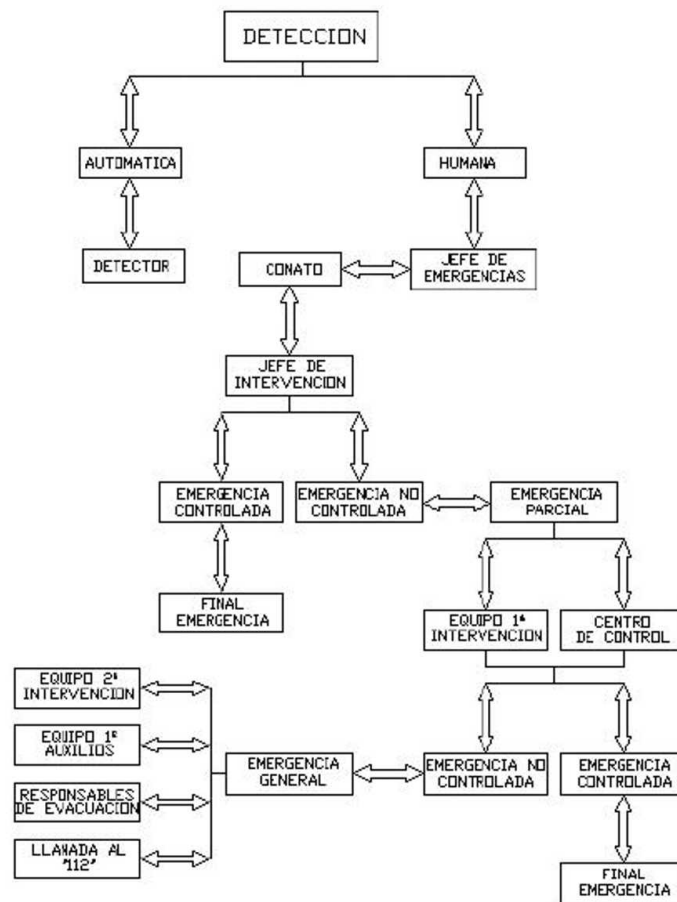 DETECCION
AUTOMATICA
HUMANA
DETECTOR
CONATO
JEFE DE
EMERGENCIAS
JEFE DE
INTERVENCION
EMERGENCIA
CONTROLADA
EMERGENCIA NO
CONTROLADA
EMERGENCIA
PARCIAL
FINAL
EMERGENCIA
EQUIPO 1ª
INTERVENCION
CENTRO
DE CONTROL
EQUIPO 2ª
INTERVENCION
EQUIPO 1º
AUXILIOS
RESPONSABLES
DE EVACUACION
LLAMADA AL
"112"
EMERGENCIA
GENERAL
EMERGENCIA NO
CONTROLADA
EMERGENCIA
CONTROLADA
FINAL
EMERGENCIA